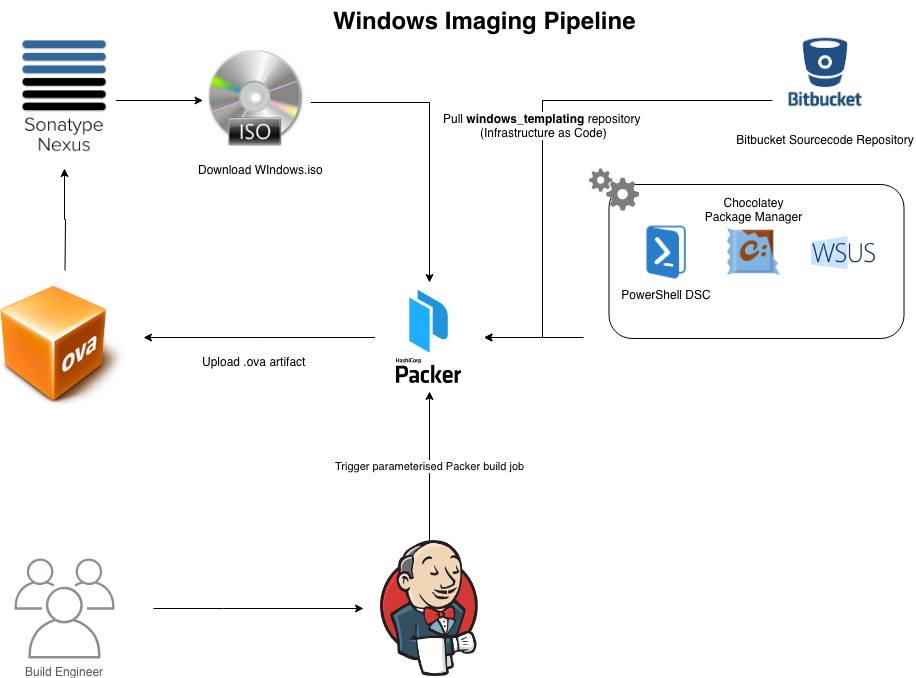 Windows Imaging Pipeline
Sonatype
Nexus
ISO
Download WIndows.iso
Pull windows_templating repository
(Infrastructure as Code)
Bitbucket
Bitbucket Sourcecode Repository
Chocolatey
Package Manager
C:
WSUS
PowerShell DSC
ova
Upload .ova artifact
HashiCorp
Packer
Trigger parameterised Packer build job
Build Engineer